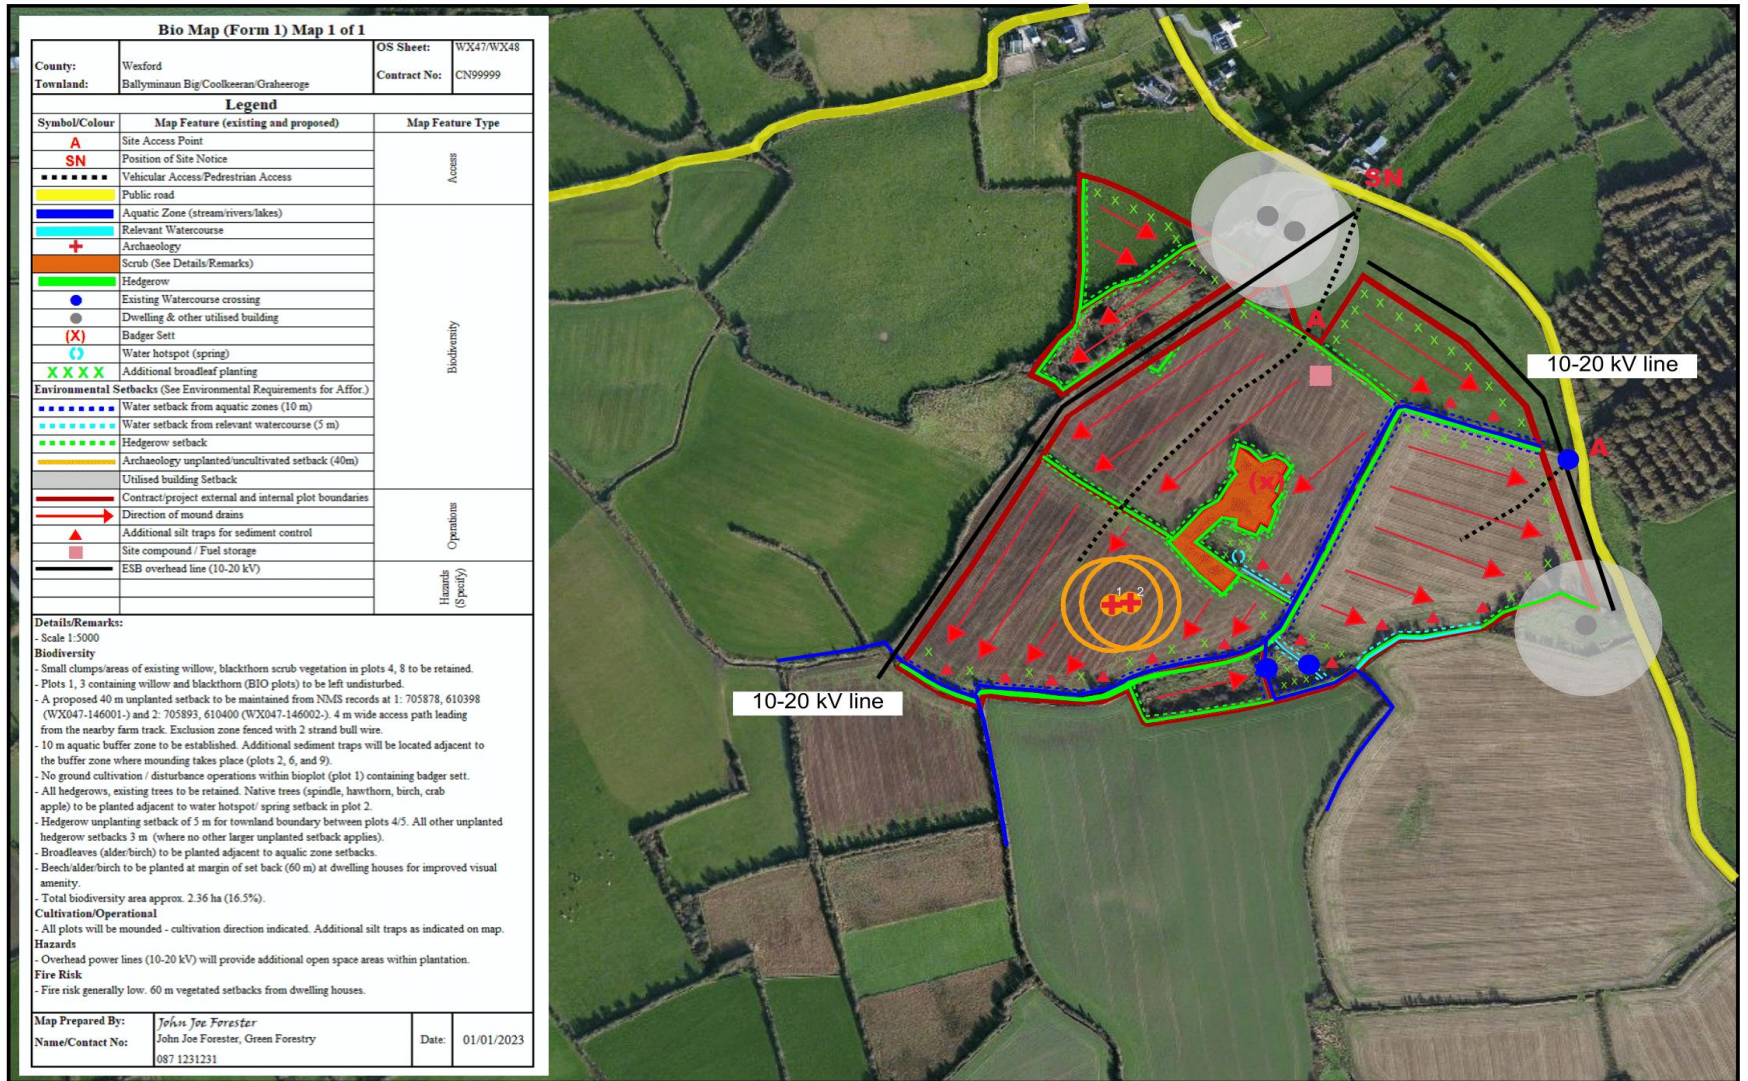 Bio Map (Form 1) Map 1 of 1
County: Wexford
Townland: Ballyminaun Big/Coolkeeran/Graheeroge
OS Sheet: WX47/WX48
Contract No: CN99999
Legend
Symbol/Colour Map Feature (existing and proposed) Map Feature Type
A Site Access Point
SN Position of Site Notice
Vehicular Access/Pedrestrian Access
Public road
Access
Aquatic Zone (stream/rivers/lakes)
Relevant Watercourse
Archaeology
Scrub (See Details/Remarks)
Hedgerow
Existing Watercourse crossing
Dwelling & other utilised building
(X) Badger Sett
Water hotspot (spring)
X X X X Additional broadleaf planting
Biodiversity
Environmental Setbacks (See Environmental Requirements for Affor.)
Water setback from aquatic zones (10 m)
Water setback from relevant watercourse (5 m)
Hedgerow setback
Archaeology unplanted/uncultivated setback (40m)
Utilised building Setback
Contract/project external and internal plot boundaries
Direction of mound drains
Additional silt traps for sediment control
Site compound / Fuel storage
Operations
ESB overhead line (10-20 kV)
Hazards
(Specify)
Details/Remarks:
- Scale 1:5000
Biodiversity
- Small clumps/areas of existing willow, blackthorn scrub vegetation in plots 4, 8 to be retained.
- Plots 1, 3 containing willow and blackthorn (BIO plots) to be left undisturbed.
- A proposed 40 m unplanted setback to be maintained from NMS records at 1: 705878, 610398
(WX047-146001-) and 2: 705893, 610400 (WX047-146002-). 4 m wide access path leading
from the nearby farm track. Exclusion zone fenced with 2 strand bull wire.
- 10 m aquatic buffer zone to be established. Additional sediment traps will be located adjacent to
the buffer zone where mounding takes place (plots 2, 6, and 9).
- No ground cultivation / disturbance operations within bioplot (plot 1) containing badger sett.
- All hedgerows, existing trees to be retained. Native trees (spindle, hawthorn, birch, crab
apple) to be planted adjacent to water hotspot/ spring setback in plot 2.
- Hedgerow unplanting setback of 5 m for townland boundary between plots 4/5. All other unplanted
hedgerow setbacks 3 m (where no other larger unplanted setback applies).
- Broadleaves (alder/birch) to be planted adjacent to aqualic zone setbacks.
- Beech/alder/birch to be planted at margin of set back (60 m) at dwelling houses for improved visual
amenity.
- Total biodiversity area approx. 2.36 ha (16.5%).
Cultivation/Operational
- All plots will be mounded - cultivation direction indicated. Additional silt traps as indicated on map.
Hazards
- Overhead power lines (10-20 kV) will provide additional open space areas within plantation.
Fire Risk
- Fire risk generally low. 60 m vegetated setbacks from dwelling houses.
Map Prepared By: John Joe Forester
Name/Contact No: John Joe Forester, Green Forestry
087 1231231
Date: 01/01/2023
SN
A
10-20 kV line
A
(x)
1 2
10-20 kV line